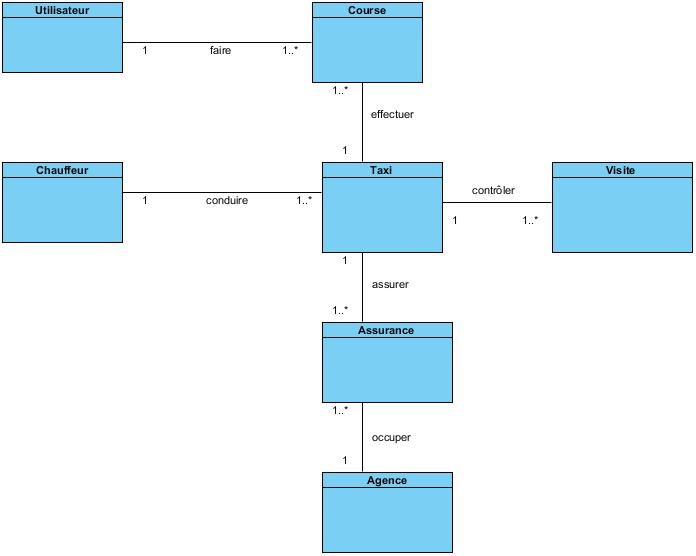 Utilisateur
Course
1 faire 1..*
1..*
effectuer
1
Chauffeur
Taxi
Visite
contrôler
1 conduire 1..*
1 1..*
1
assurer
1..*
Assurance
1..*
occuper
1
Agence